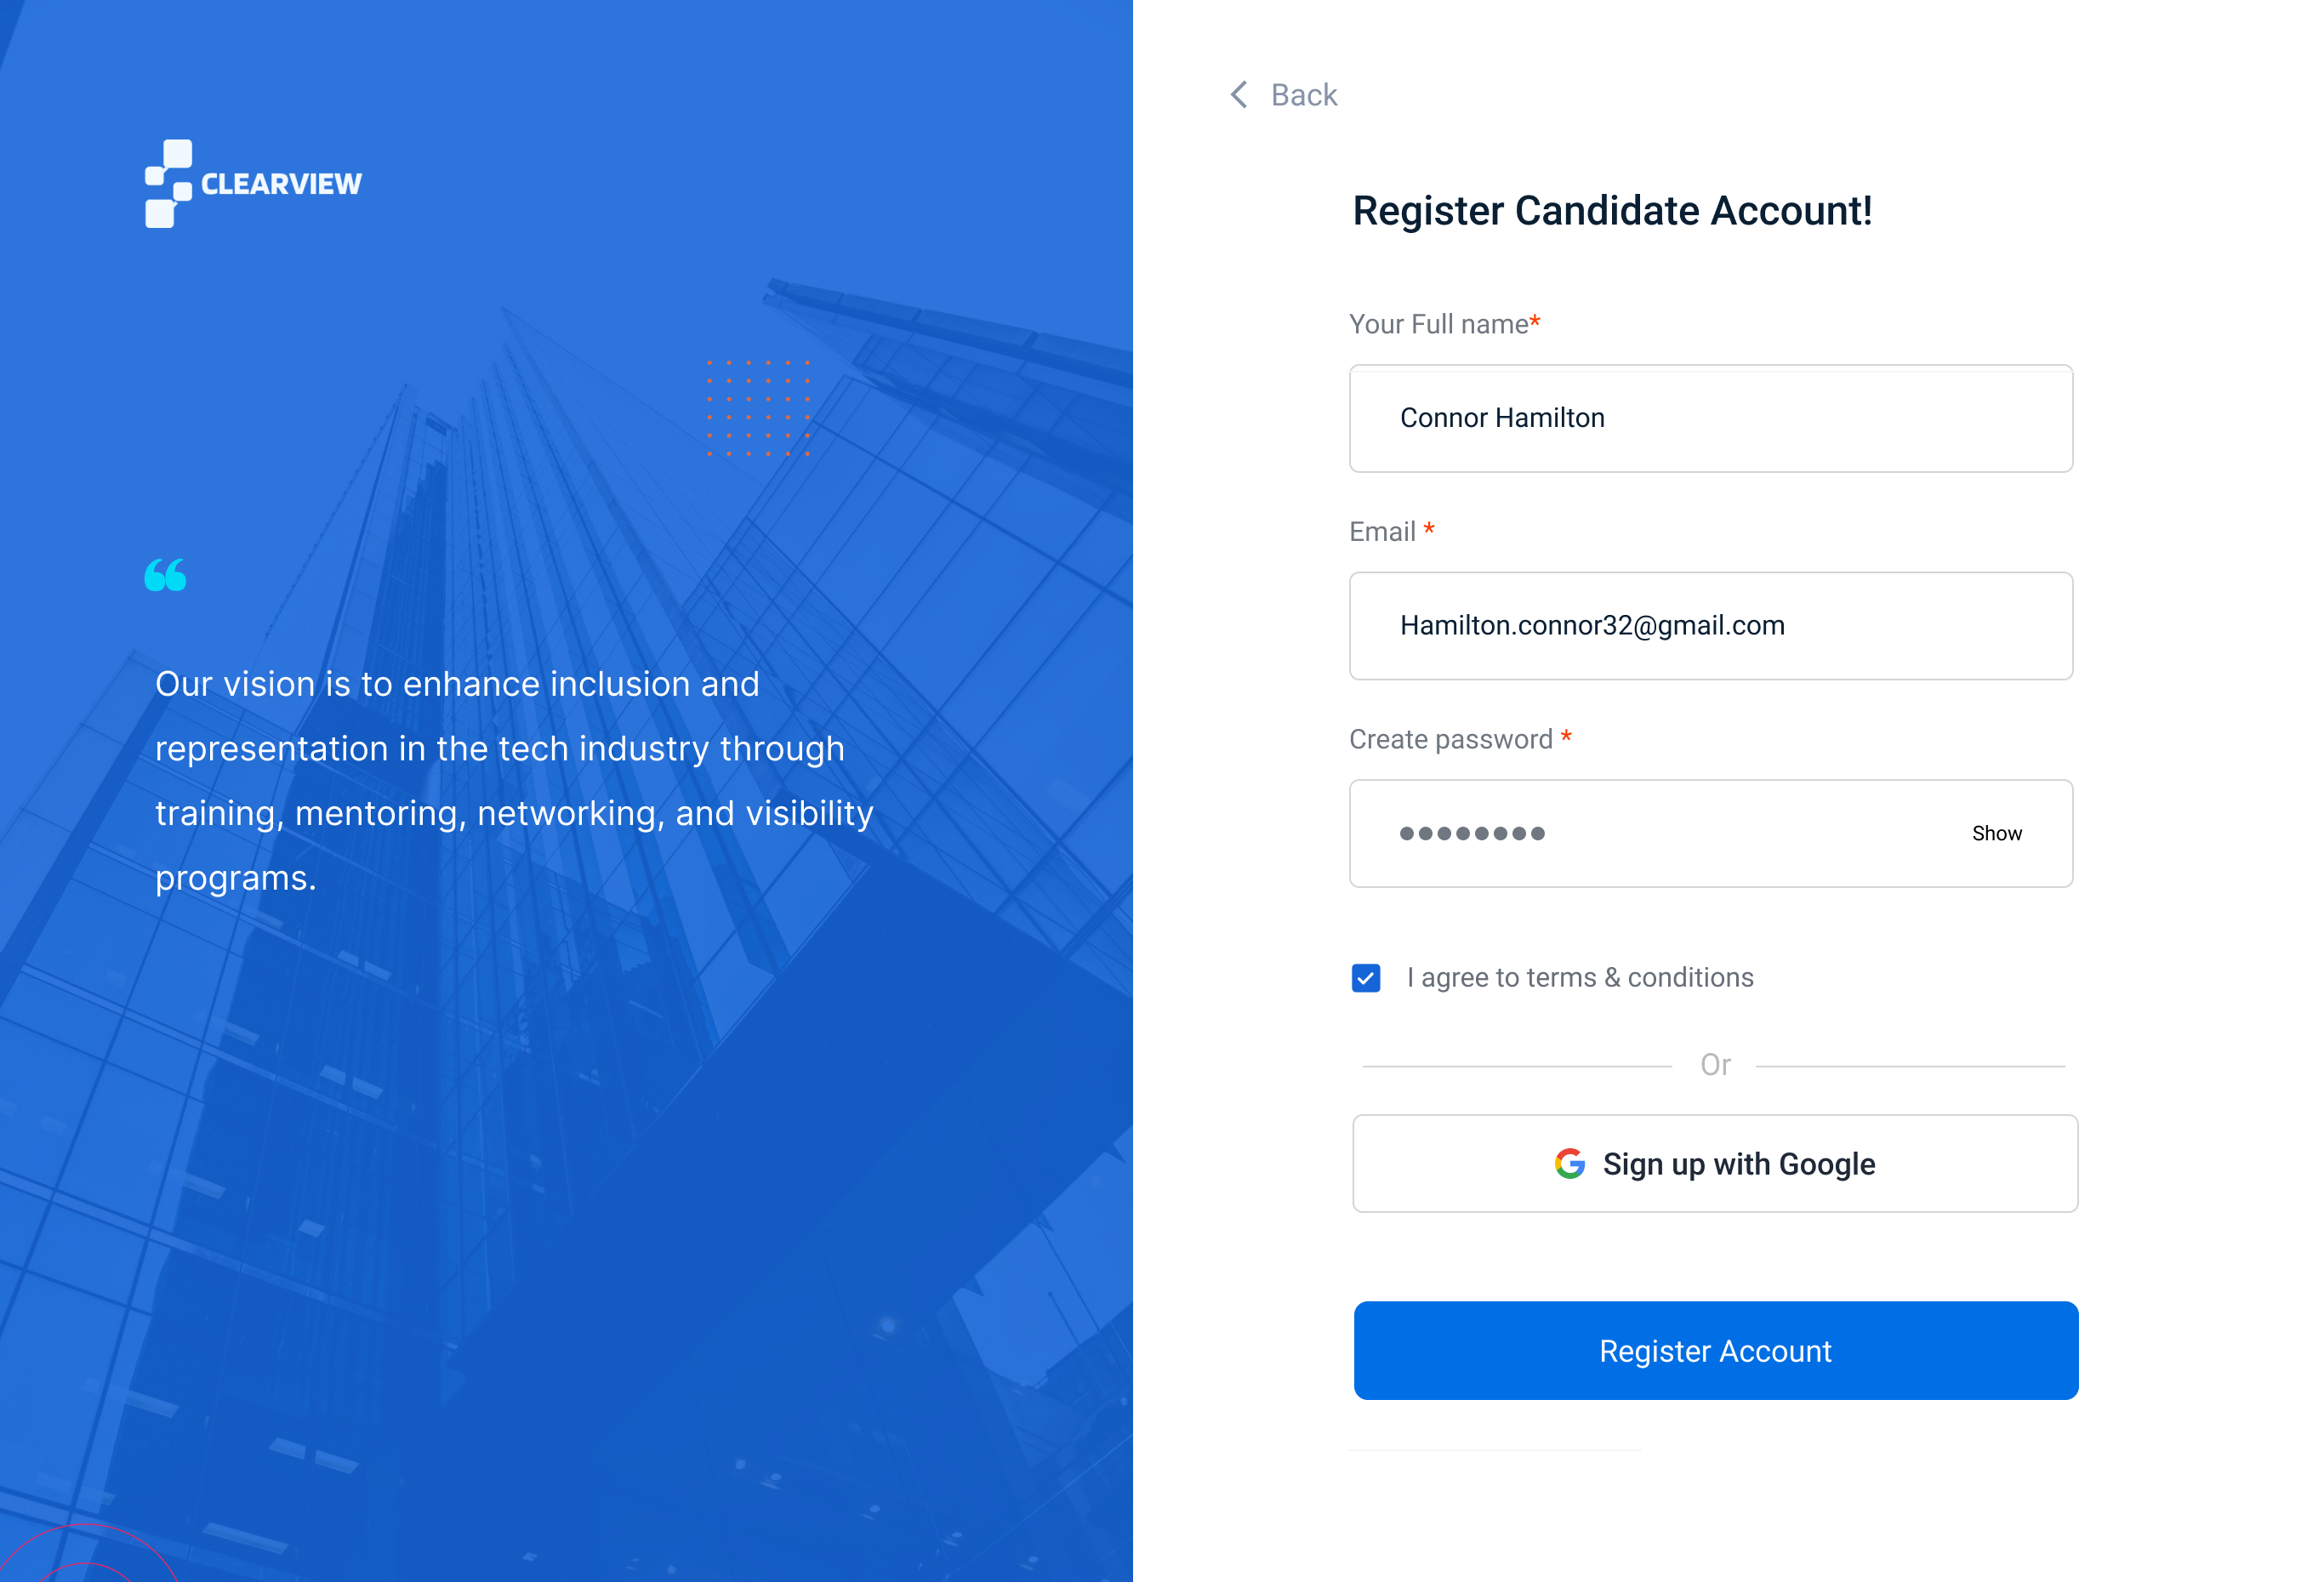 CLEARVIEW
Our vision is to enhance inclusion and
representation in the tech industry through
training, mentoring, networking, and visibility
programs.
Back
Register Candidate Account!
Your Full name*
Connor Hamilton
Email *
Hamilton.connor32@gmail.com
Create password *
Show
I agree to terms & conditions
Or
Sign up with Google
Register Account